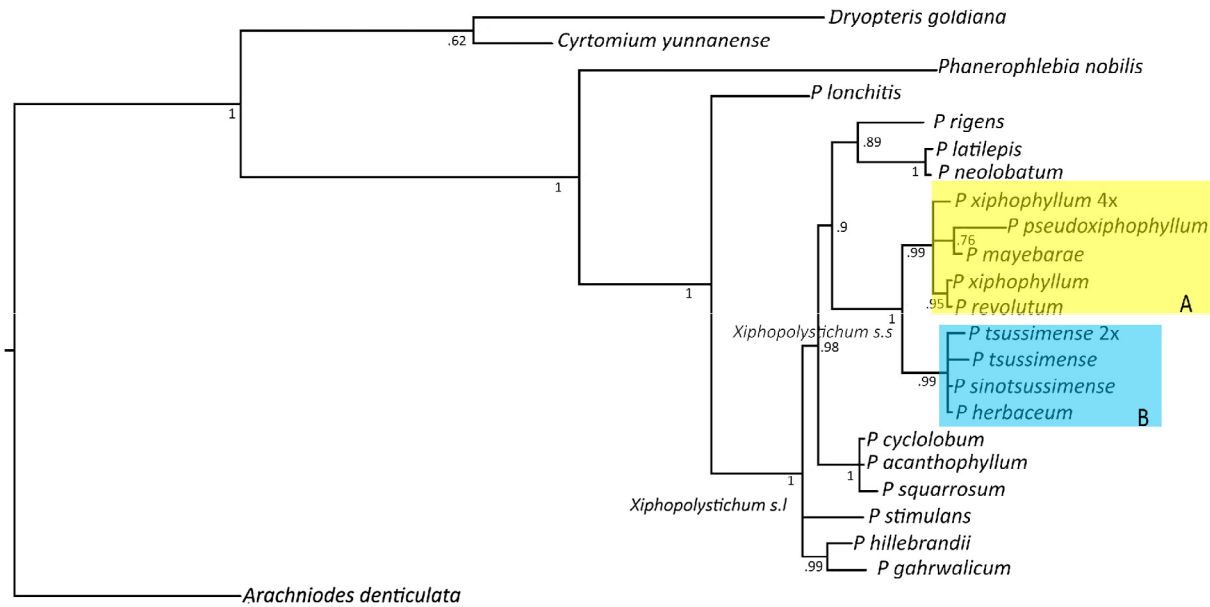 Dryopteris goldiana
.62
Cyrtomium yunnanense
Phanerophlebia nobilis
P lonchitis
1
P rigens
.89
P latilepis
1
P neolobatum
1
P xiphophyllum 4x
P pseudoxiphophyllum
.9
.76
.99
P mayebarae
P xiphophyllum
1
.95
P revolutum
A
1
Xiphopolystichum s.s
P tsussimense 2x
.98
P tsussimense
.99
P sinotsussimense
P herbaceum
B
P cyclolobum
P acanthophyllum
1
1
P squarrosum
Xiphopolystichum s.l
P stimulans
P hillebrandii
.99
P gahrwalicum
Arachniodes denticulata